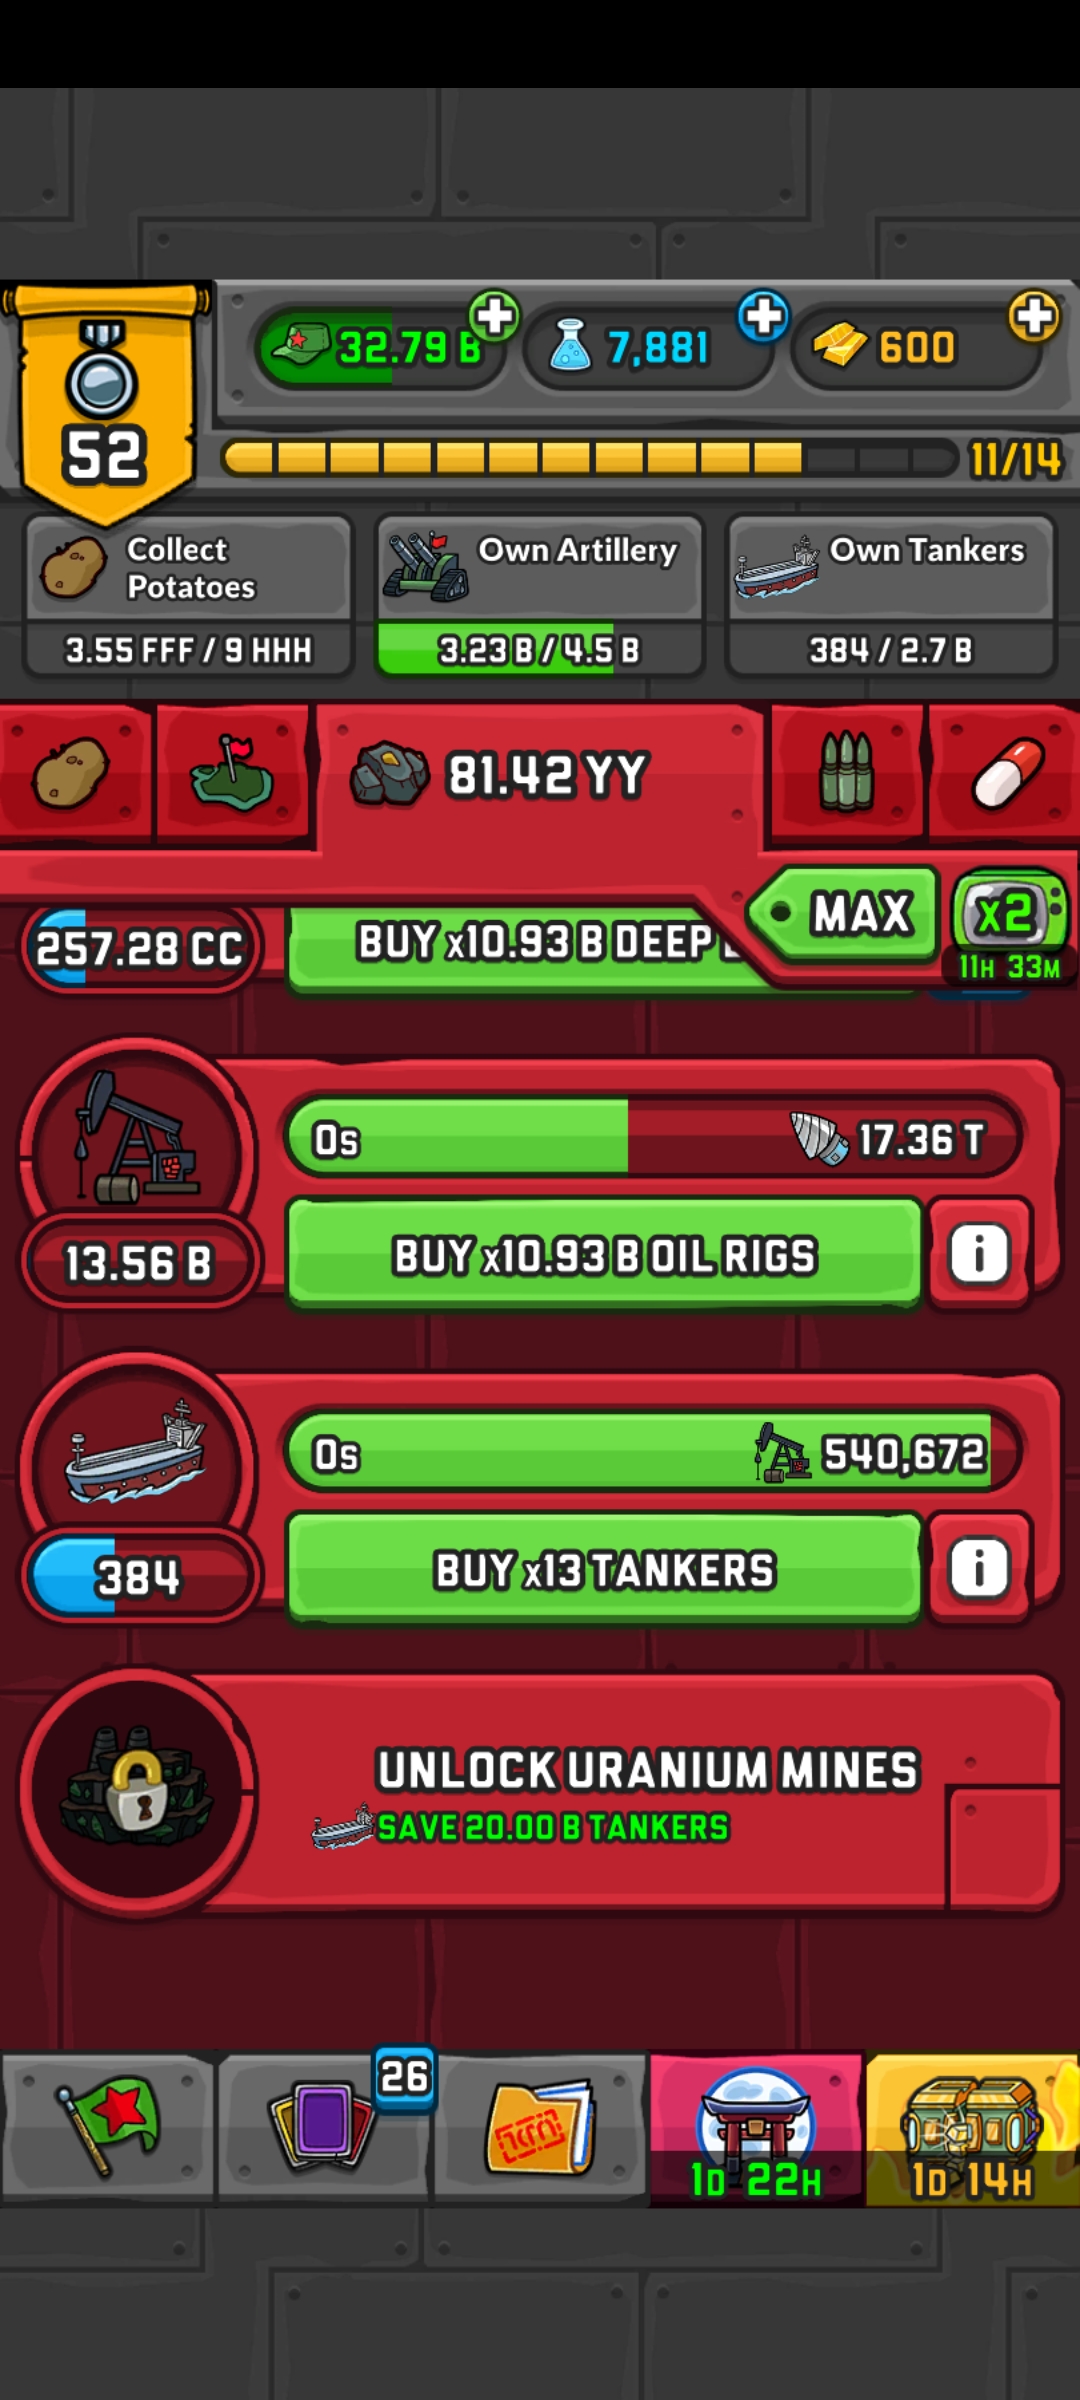 32.79 B
7,881
600
52
11/14
Collect
Potatoes
3.55 FFF / 9 HHH
Own Artillery
3.23 B / 4.5 B
Own Tankers
384 / 2.7 B
81.42 YY
MAX
x2
11H 33M
257.28 CC
BUY x10.93 B DEEP
0s
17.36 T
13.56 B
BUY x10.93 B OIL RIGS
i
0s
540,672
384
BUY x13 TANKERS
i
UNLOCK URANIUM MINES
SAVE 20.00 B TANKERS
26
1D 22H
1D 14H